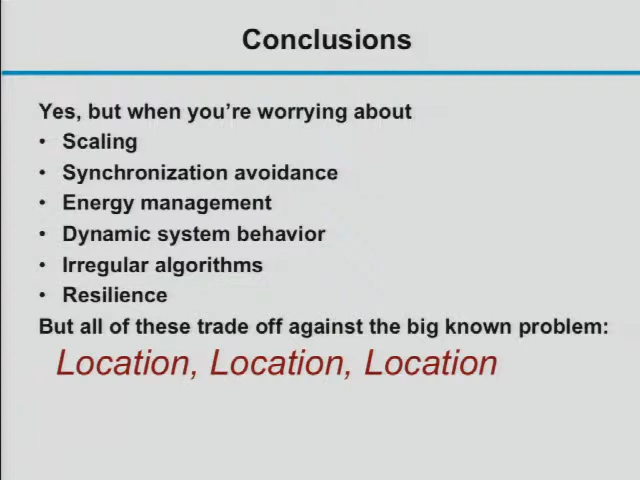 Conclusions
Yes, but when you're worrying about
• Scaling
• Synchronization avoidance
• Energy management
• Dynamic system behavior
• Irregular algorithms
• Resilience
But all of these trade off against the big known problem:
Location, Location, Location